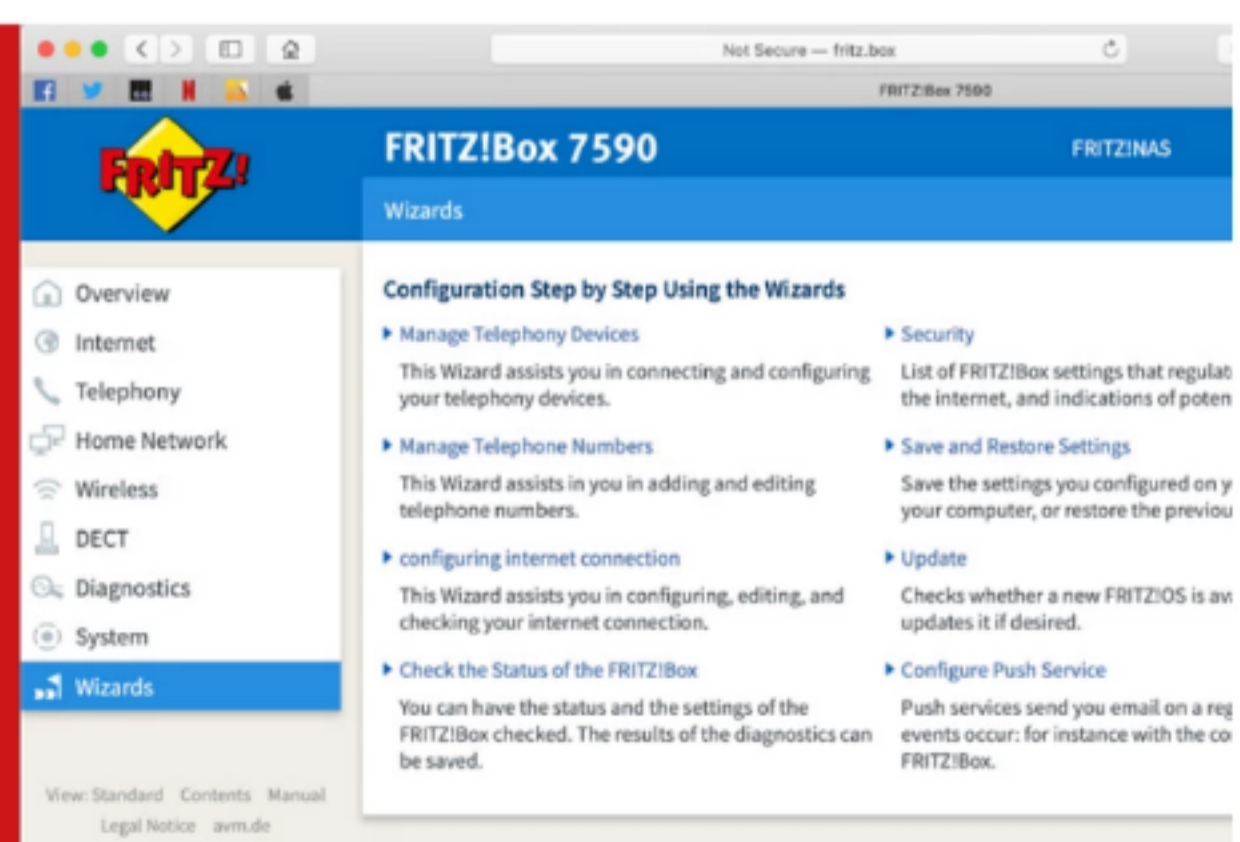 Not Secure — fritz.box
FRITZ!Box 7590
FRITZ!
FRITZ!Box 7590
FRITZ!NAS
Wizards
Overview
Internet
Telephony
Home Network
Wireless
DECT
Diagnostics
System
Wizards
View: Standard Contents Manual
Legal Notice avm.de
Configuration Step by Step Using the Wizards
Manage Telephony Devices
This Wizard assists you in connecting and configuring
your telephony devices.
Manage Telephone Numbers
This Wizard assists in you in adding and editing
telephone numbers.
configuring internet connection
This Wizard assists you in configuring, editing, and
checking your internet connection.
Check the Status of the FRITZ!Box
You can have the status and the settings of the
FRITZ!Box checked. The results of the diagnostics can
be saved.
Security
List of FRITZ!Box settings that regulat
the internet, and indications of poten
Save and Restore Settings
Save the settings you configured on y
your computer, or restore the previou
Update
Checks whether a new FRITZ!OS is ava
updates it if desired.
Configure Push Service
Push services send you email on a reg
events occur: for instance with the co
FRITZ!Box.